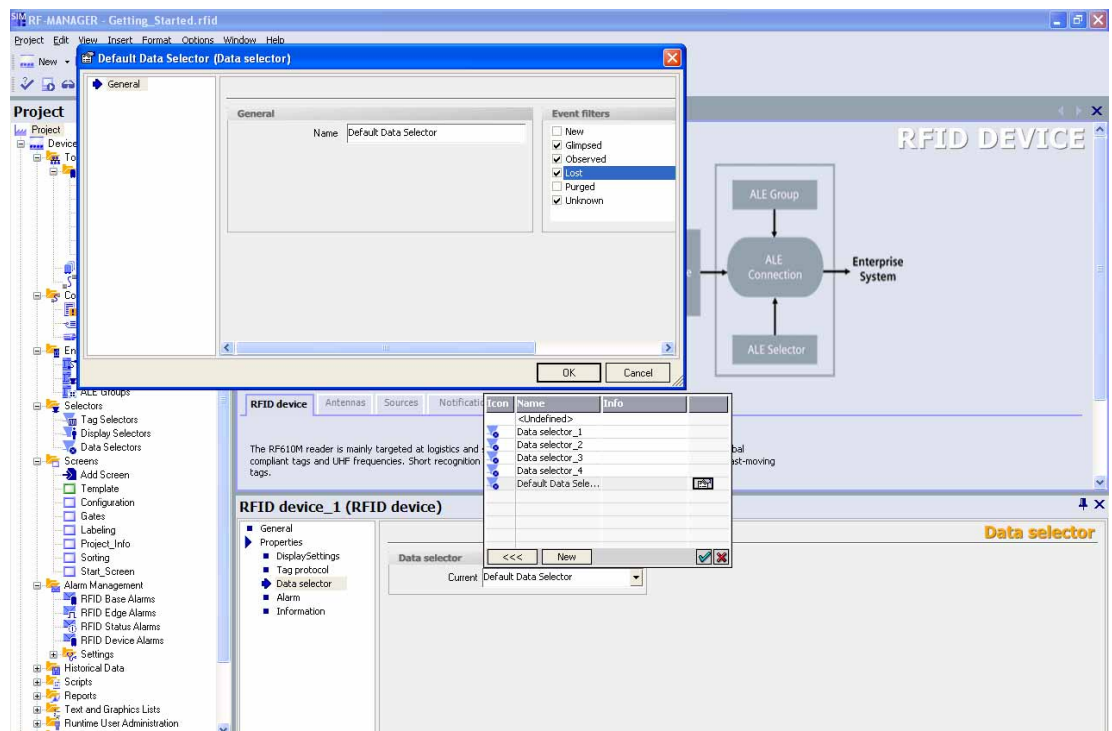 SIM RF-MANAGER - Getting_Started.rfid
Project Edit View Insert Format Options Window Help
New
Default Data Selector (Data selector)
General
General
Name Default Data Selector
Event filters
New
Glimpsed
Observed
Lost
Purged
Unknown
OK Cancel
Project
Project
Device
To
Co
En
ALE Groups
Selectors
Tag Selectors
Display Selectors
Data Selectors
Screens
Add Screen
Template
Configuration
Gates
Labeling
Project_Info
Sorting
Start_Screen
Alarm Management
RFID Base Alarms
RFID Edge Alarms
RFID Status Alarms
RFID Device Alarms
Settings
Historical Data
Scripts
Reports
Text and Graphics Lists
Runtime User Administration
RFID DEVICE
ALE Group
e
ALE
Connection
Enterprise
System
ALE Selector
RFID device Antennas Sources Notificatio
The RF610M reader is mainly targeted at logistics and
compliant tags and UHF frequencies. Short recognition
tags.
bal
ast-moving
Icon Name Info
<Undefined>
Data selector_1
Data selector_2
Data selector_3
Data selector_4
Default Data Sele...
<<< New
RFID device_1 (RFID device)
General
Properties
DisplaySettings
Tag protocol
Data selector
Alarm
Information
Data selector
Data selector
Current Default Data Selector